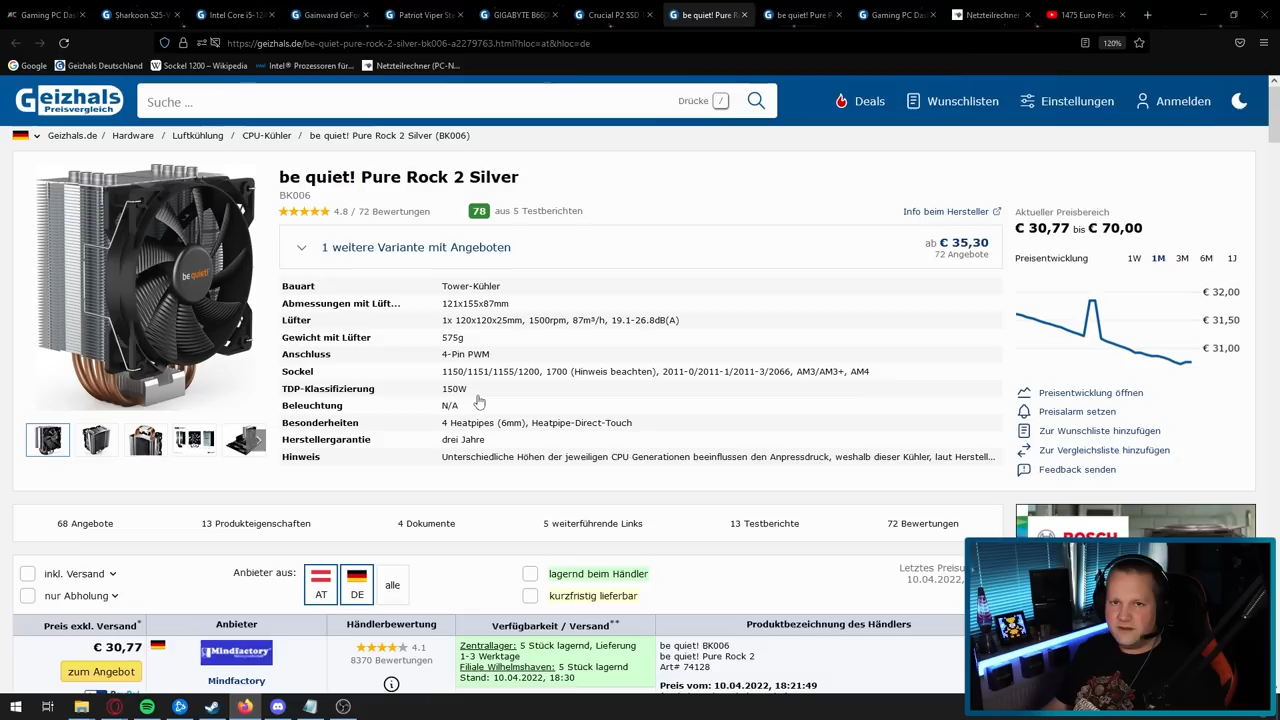 Gaming PC Das
Sharkoon S25-V
Intel Core i5-124
Gainward GeFor
Patriot Viper Ste
GIGABYTE B66
Crucial P2 SSD
be quiet! Pure R
be quiet! Pure P
Gaming PC Das
Netzteilrechner
1475 Euro Preis-
https://geizhals.de/be-quiet-pure-rock-2-silver-bk006-a2279763.html?hloc=at&hloc=de
120%
Google
Geizhals Deutschland
Sockel 1200 – Wikipedia
Intel® Prozessoren für...
Netzteilrechner (PC-N...
Geizhals
Preisvergleich
Suche ...
Drücke /
Deals
Wunschlisten
Einstellungen
Anmelden
Geizhals.de / Hardware / Luftkühlung / CPU-Kühler / be quiet! Pure Rock 2 Silver (BK006)
be quiet!
be quiet! Pure Rock 2 Silver
BK006
4.8 / 72 Bewertungen
78 aus 5 Testberichten
Info beim Hersteller
1 weitere Variante mit Angeboten
ab € 35,30
72 Angebote
Bauart Tower-Kühler
Abmessungen mit Lüft... 121x155x87mm
Lüfter 1x 120x120x25mm, 1500rpm, 87m³/h, 19.1-26.8dB(A)
Gewicht mit Lüfter 575g
Anschluss 4-Pin PWM
Sockel 1150/1151/1155/1200, 1700 (Hinweis beachten), 2011-0/2011-1/2011-3/2066, AM3/AM3+, AM4
TDP-Klassifizierung 150W
Beleuchtung N/A
Besonderheiten 4 Heatpipes (6mm), Heatpipe-Direct-Touch
Herstellergarantie drei Jahre
Hinweis Unterschiedliche Höhen der jeweiligen CPU Generationen beeinflussen den Anpressdruck, weshalb dieser Kühler, laut Herstell...
Aktueller Preisbereich
€ 30,77 bis € 70,00
Preisentwicklung 1W 1M 3M 6M 1J
€ 32,00
€ 31,50
€ 31,00
Preisentwicklung öffnen
Preisalarm setzen
Zur Wunschliste hinzufügen
Zur Vergleichsliste hinzufügen
Feedback senden
68 Angebote
13 Produkteigenschaften
4 Dokumente
5 weiterführende Links
13 Testberichte
72 Bewertungen
BOSCH
inkl. Versand
nur Abholung
Anbieter aus:
AT
DE
alle
lagernd beim Händler
kurzfristig lieferbar
Letztes Preisu
10.04.2022,
Preis exkl. Versand*
Anbieter
Händlerbewertung
Verfügbarkeit / Versand**
Produktbezeichnung des Händlers
€ 30,77
zum Angebot
Mindfactory
Mindfactory
4.1
8370 Bewertungen
Zentrallager: 5 Stück lagernd, Lieferung
1-3 Werktage
Filiale Wilhelmshaven: 5 Stück lagernd
Stand: 10.04.2022, 18:30
be quiet! BK006
be quiet! Pure Rock 2
Art# 74128
Preis vom: 10.04.2022, 18:21:49